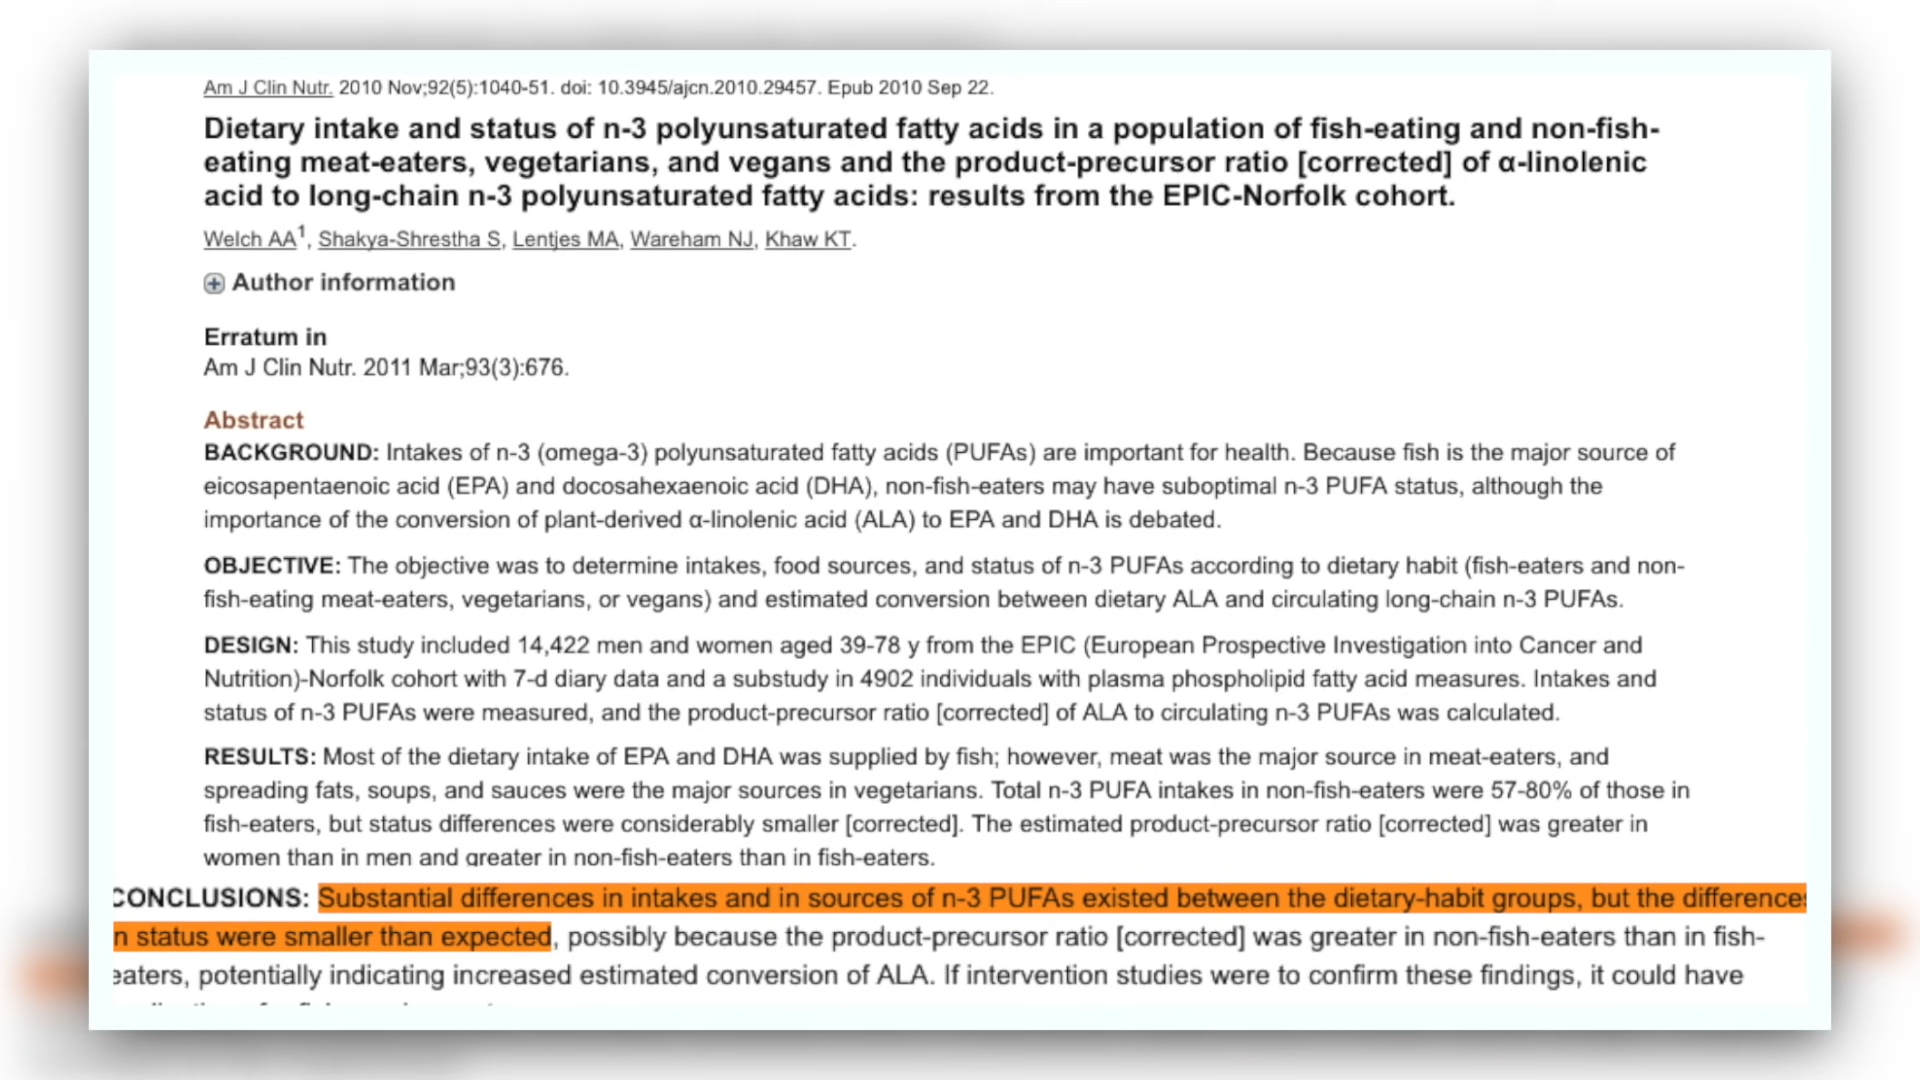 Am J Clin Nutr. 2010 Nov;92(5):1040-51. doi: 10.3945/ajcn.2010.29457. Epub 2010 Sep 22.
Dietary intake and status of n-3 polyunsaturated fatty acids in a population of fish-eating and non-fish-
eating meat-eaters, vegetarians, and vegans and the product-precursor ratio [corrected] of α-linolenic
acid to long-chain n-3 polyunsaturated fatty acids: results from the EPIC-Norfolk cohort.
Welch AA1, Shakya-Shrestha S, Lentjes MA, Wareham NJ, Khaw KT.
Author information
Erratum in
Am J Clin Nutr. 2011 Mar;93(3):676.
Abstract
BACKGROUND: Intakes of n-3 (omega-3) polyunsaturated fatty acids (PUFAs) are important for health. Because fish is the major source of
eicosapentaenoic acid (EPA) and docosahexaenoic acid (DHA), non-fish-eaters may have suboptimal n-3 PUFA status, although the
importance of the conversion of plant-derived α-linolenic acid (ALA) to EPA and DHA is debated.
OBJECTIVE: The objective was to determine intakes, food sources, and status of n-3 PUFAs according to dietary habit (fish-eaters and non-
fish-eating meat-eaters, vegetarians, or vegans) and estimated conversion between dietary ALA and circulating long-chain n-3 PUFAs.
DESIGN: This study included 14,422 men and women aged 39-78 y from the EPIC (European Prospective Investigation into Cancer and
Nutrition)-Norfolk cohort with 7-d diary data and a substudy in 4902 individuals with plasma phospholipid fatty acid measures. Intakes and
status of n-3 PUFAs were measured, and the product-precursor ratio [corrected] of ALA to circulating n-3 PUFAs was calculated.
RESULTS: Most of the dietary intake of EPA and DHA was supplied by fish; however, meat was the major source in meat-eaters, and
spreading fats, soups, and sauces were the major sources in vegetarians. Total n-3 PUFA intakes in non-fish-eaters were 57-80% of those in
fish-eaters, but status differences were considerably smaller [corrected]. The estimated product-precursor ratio [corrected] was greater in
women than in men and greater in non-fish-eaters than in fish-eaters.
CONCLUSIONS: Substantial differences in intakes and in sources of n-3 PUFAs existed between the dietary-habit groups, but the differences
n status were smaller than expected, possibly because the product-precursor ratio [corrected] was greater in non-fish-eaters than in fish-
eaters, potentially indicating increased estimated conversion of ALA. If intervention studies were to confirm these findings, it could have